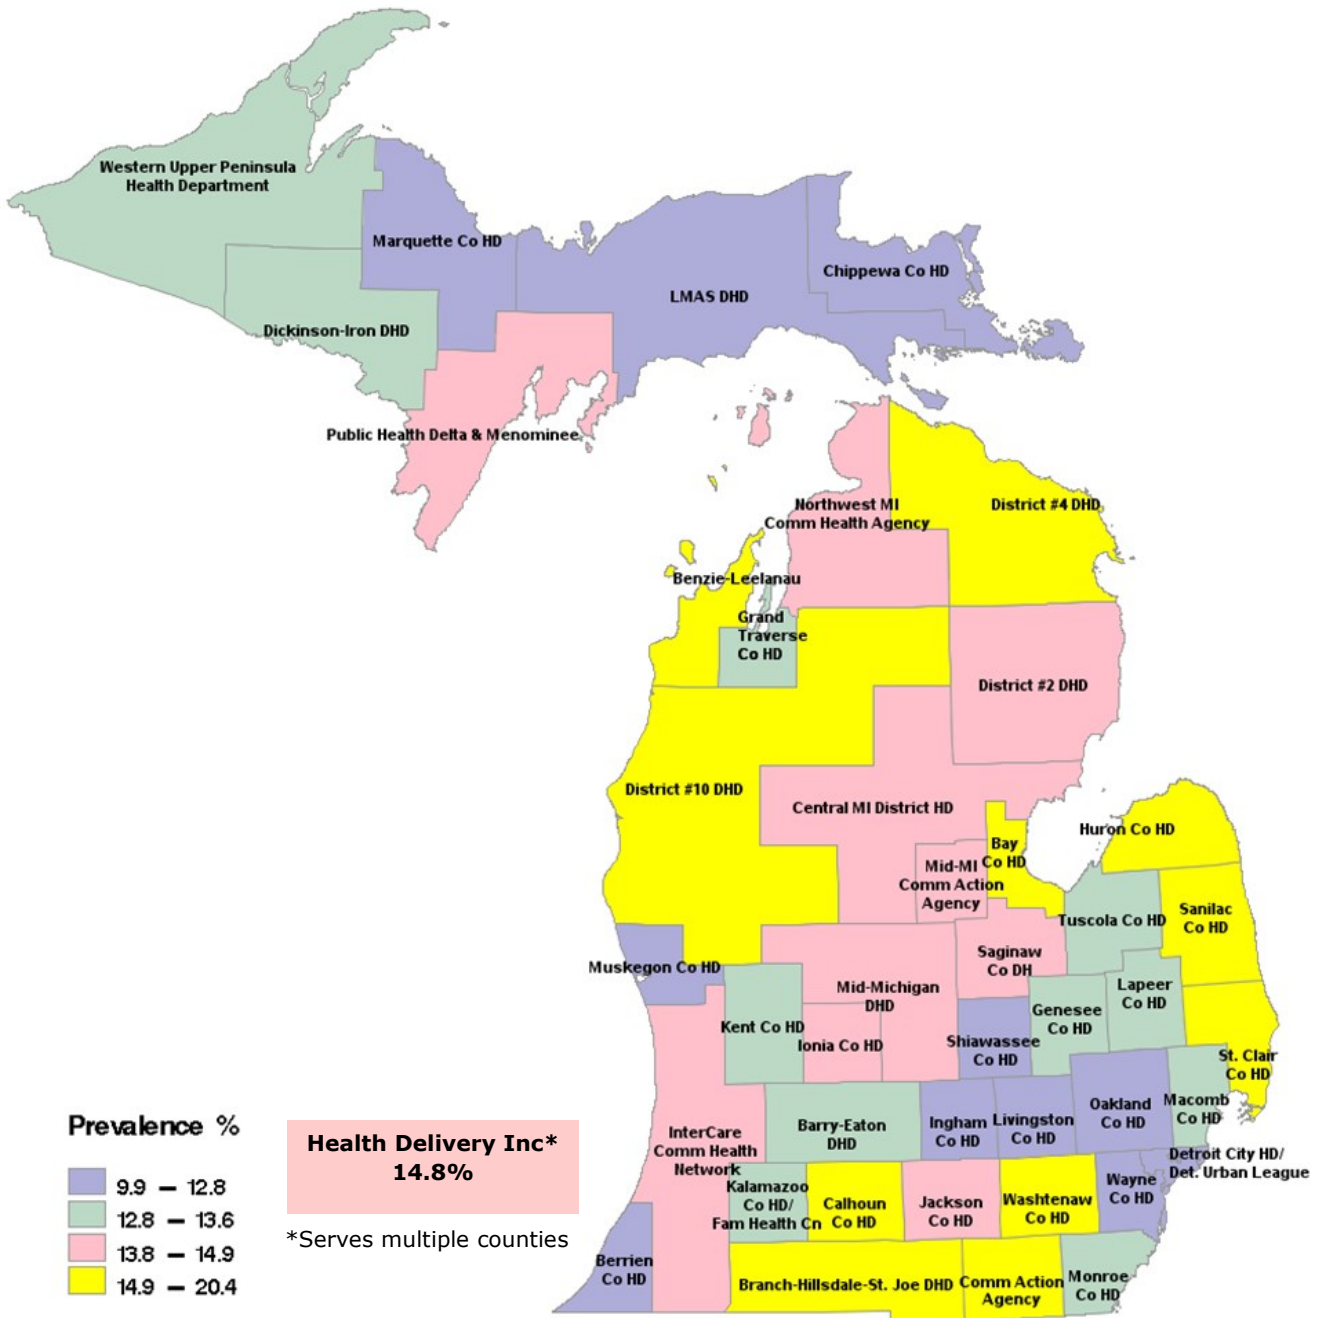 Western Upper Peninsula
Health Department
Marquette Co HD
Chippewa Co HD
LMAS DHD
Dickinson-Iron DHD
Public Health Delta & Menominee
Northwest MI
Comm Health Agency
District #4 DHD
Benzie-Leelanau
Grand
Traverse
Co HD
District #2 DHD
District #10 DHD
Central MI District HD
Huron Co HD
Bay
Co HD
Mid-MI
Comm Action
Agency
Tuscola Co HD
Sanilac
Co HD
Saginaw
Co DH
Muskegon Co HD
Mid-Michigan
DHD
Lapeer
Co HD
Genesee
Co HD
Kent Co HD
Ionia Co HD
Shiawassee
Co HD
St. Clair
Co HD
Macomb
Co HD
Oakland
Co HD
Livingston
Co HD
Ingham
Co HD
Barry-Eaton
DHD
InterCare
Comm Health
Network
Detroit City HD/
Det. Urban League
Wayne
Co HD
Washtenaw
Co HD
Jackson
Co HD
Calhoun
Co HD
Kalamazoo
Co HD/
Fam Health Cn
Berrien
Co HD
Branch-Hillsdale-St. Joe DHD
Comm Action
Agency
Monroe
Co HD
Prevalence %
9.9 – 12.8
12.8 – 13.6
13.8 – 14.9
14.9 – 20.4
Health Delivery Inc*
14.8%
*Serves multiple counties